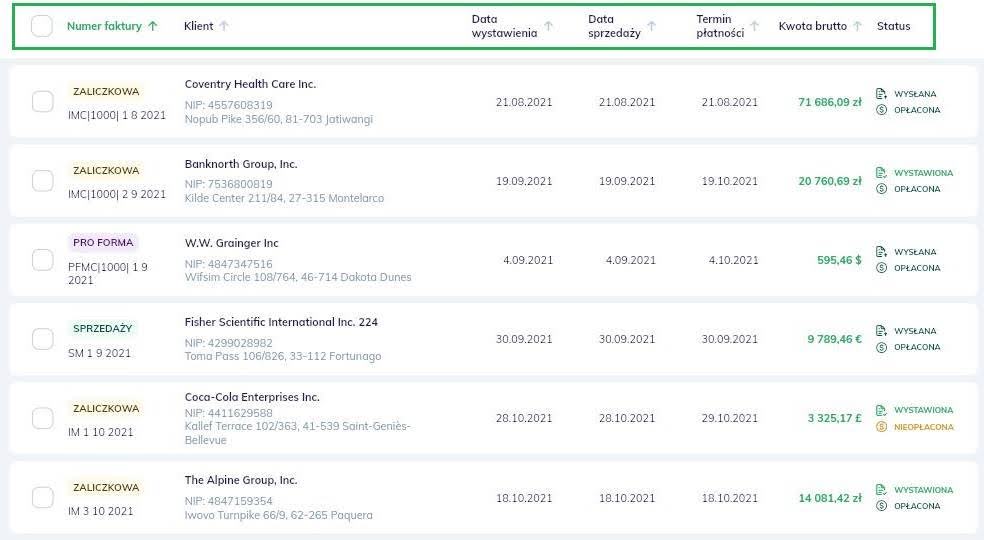 Numer faktury
Klient
Data
wystawienia
Data
sprzedaży
Termin
płatności
Kwota brutto
Status
ZALICZKOWA
IMC|1000| 1 8 2021
Coventry Health Care Inc.
NIP: 4557608319
Nopub Pike 356/60, 81-703 Jatiwangi
21.08.2021
21.08.2021
21.08.2021
71 686,09 zł
WYSŁANA
OPŁACONA
ZALICZKOWA
IMC|1000| 2 9 2021
Banknorth Group, Inc.
NIP: 7536800819
Kilde Center 211/84, 27-315 Montelarco
19.09.2021
19.09.2021
19.10.2021
20 760,69 zł
WYSTAWIONA
OPŁACONA
PRO FORMA
PFMC|1000| 1 9
2021
W.W. Grainger Inc
NIP: 4847347516
Wifsim Circle 108/764, 46-714 Dakota Dunes
4.09.2021
4.09.2021
4.10.2021
595,46 $
WYSŁANA
OPŁACONA
SPRZEDAŻY
SM 1 9 2021
Fisher Scientific International Inc. 224
NIP: 4299028982
Toma Pass 106/826, 33-112 Fortunago
30.09.2021
30.09.2021
30.09.2021
9 789,46 €
WYSŁANA
OPŁACONA
ZALICZKOWA
IM 1 10 2021
Coca-Cola Enterprises Inc.
NIP: 4411629588
Kallef Terrace 102/363, 41-539 Saint-Geniès-
Bellevue
28.10.2021
28.10.2021
29.10.2021
3 325,17 £
WYSTAWIONA
NIEOPŁACONA
ZALICZKOWA
IM 3 10 2021
The Alpine Group, Inc.
NIP: 4847159354
Iwovo Turnpike 66/9, 62-265 Paquera
18.10.2021
18.10.2021
18.10.2021
14 081,42 zł
WYSTAWIONA
OPŁACONA